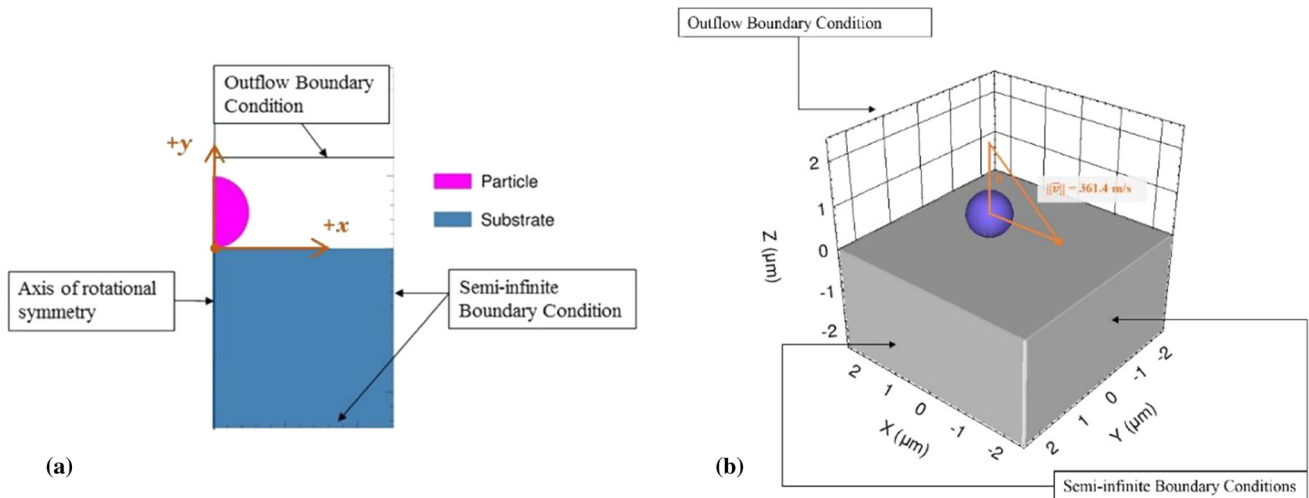 Outflow Boundary
Condition
+y
+x
Particle
Substrate
Axis of rotational
symmetry
Semi-infinite
Boundary Condition
(a)
Outflow Boundary Condition
||v⃗|| = 361.4 m/s
Z (µm)
2
1
0
-1
-2
X (µm)
2
1
0
-1
-2
Y (µm)
2
1
0
-1
-2
Semi-infinite Boundary Conditions
(b)